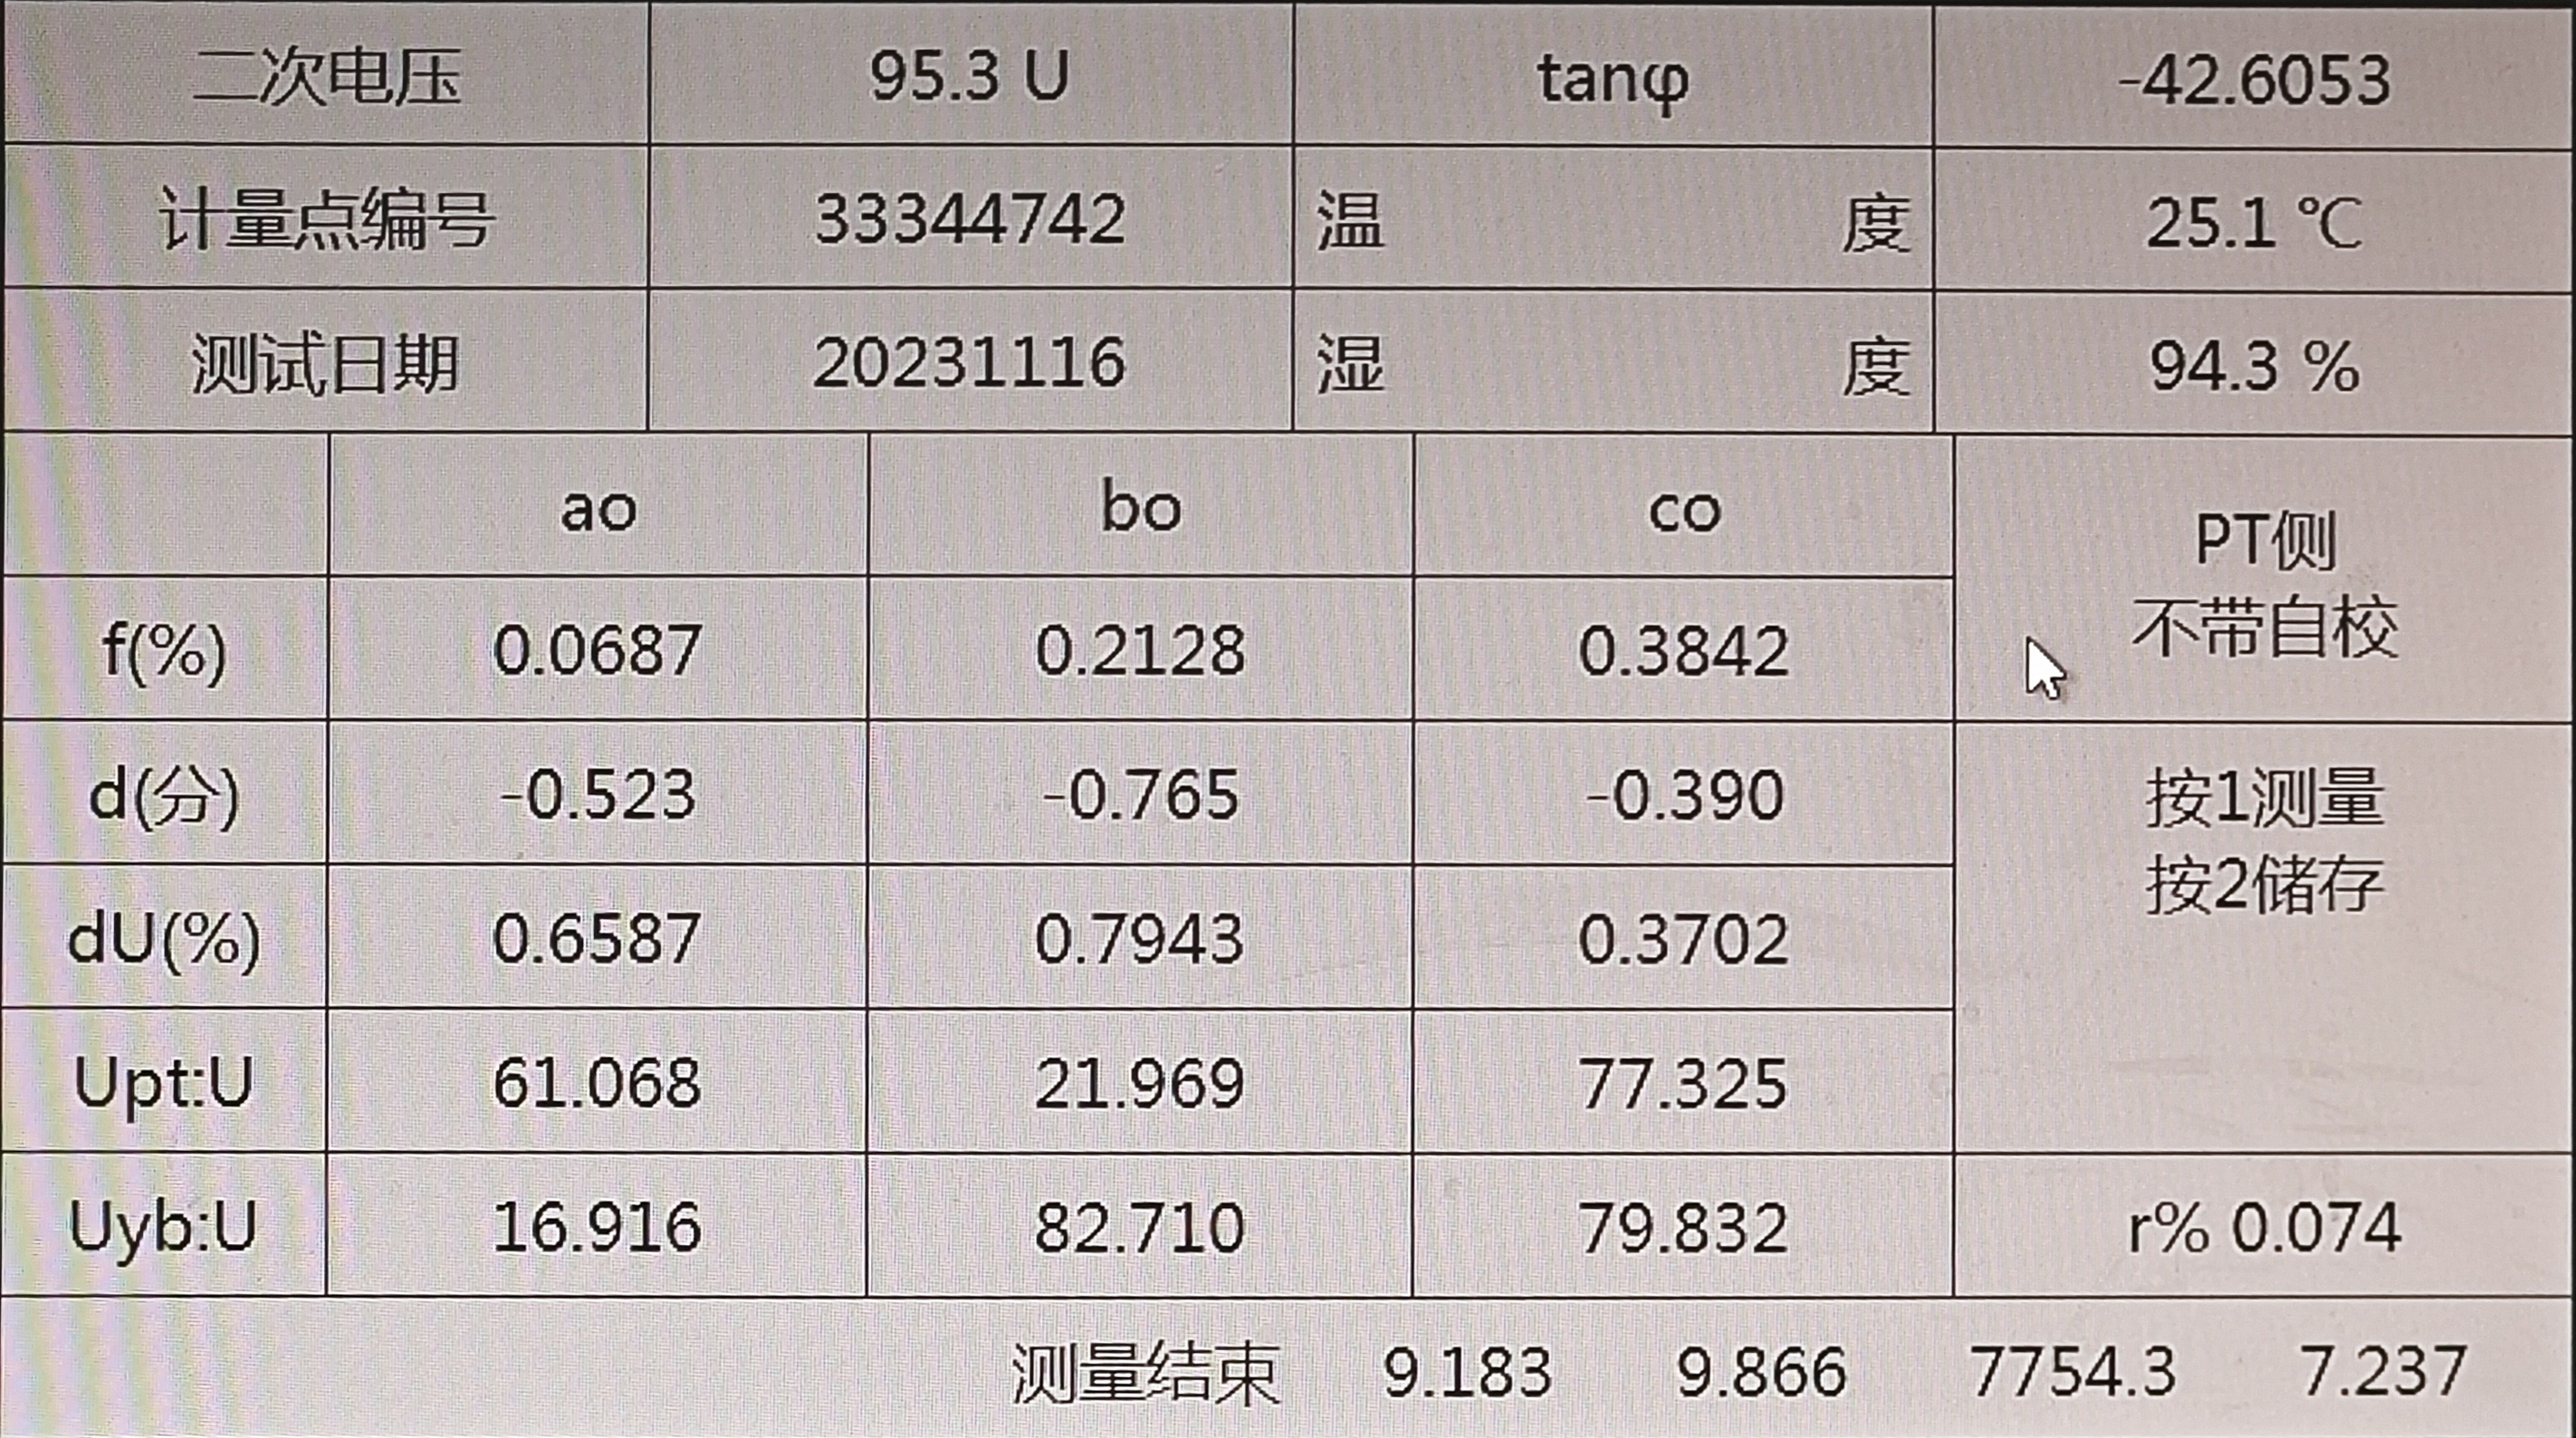 二次电压 95.3 U tanφ -42.6053
计量点编号 33344742 温 度 25.1 ℃
测试日期 20231116 湿 度 94.3 %
ao bo co
PT侧
不带自校
f(%) 0.0687 0.2128 0.3842
d(分) -0.523 -0.765 -0.390
按1测量
按2储存
dU(%) 0.6587 0.7943 0.3702
Upt:U 61.068 21.969 77.325
Uyb:U 16.916 82.710 79.832 r% 0.074
测量结束 9.183 9.866 7754.3 7.237